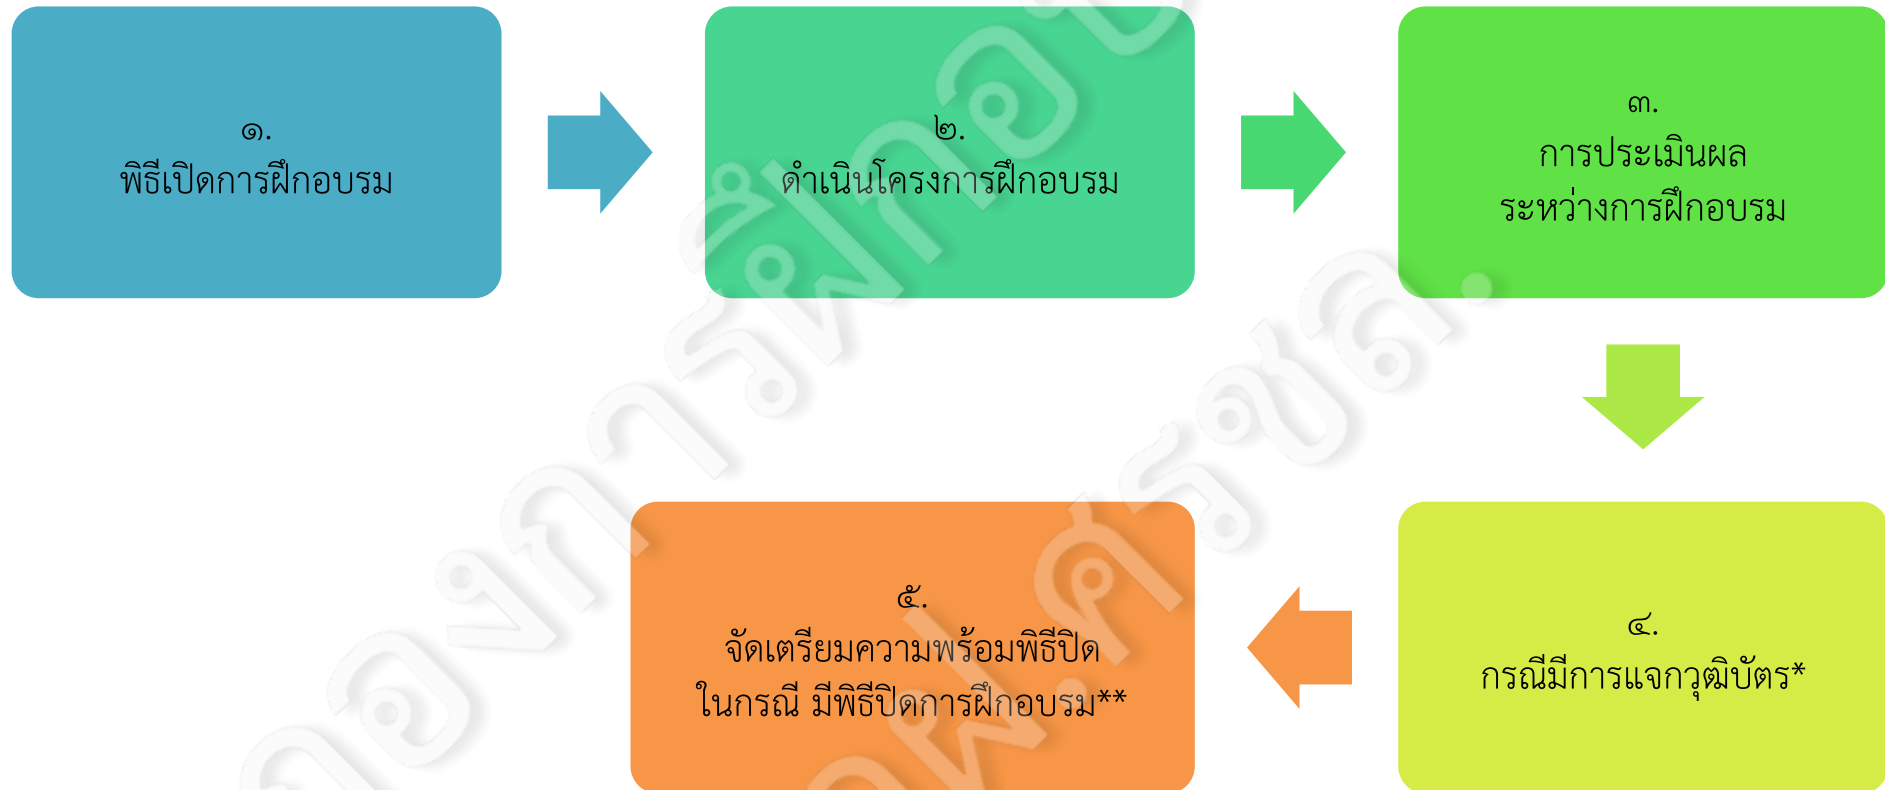 ๑.
พิธีเปิดการฝึกอบรม
๒.
ดำเนินโครงการฝึกอบรม
๓.
การประเมินผล
ระหว่างการฝึกอบรม
๔.
กรณีมีการแจกวุฒิบัตร*
๕.
จัดเตรียมความพร้อมพิธีปิด
ในกรณี มีพิธีปิดการฝึกอบรม**